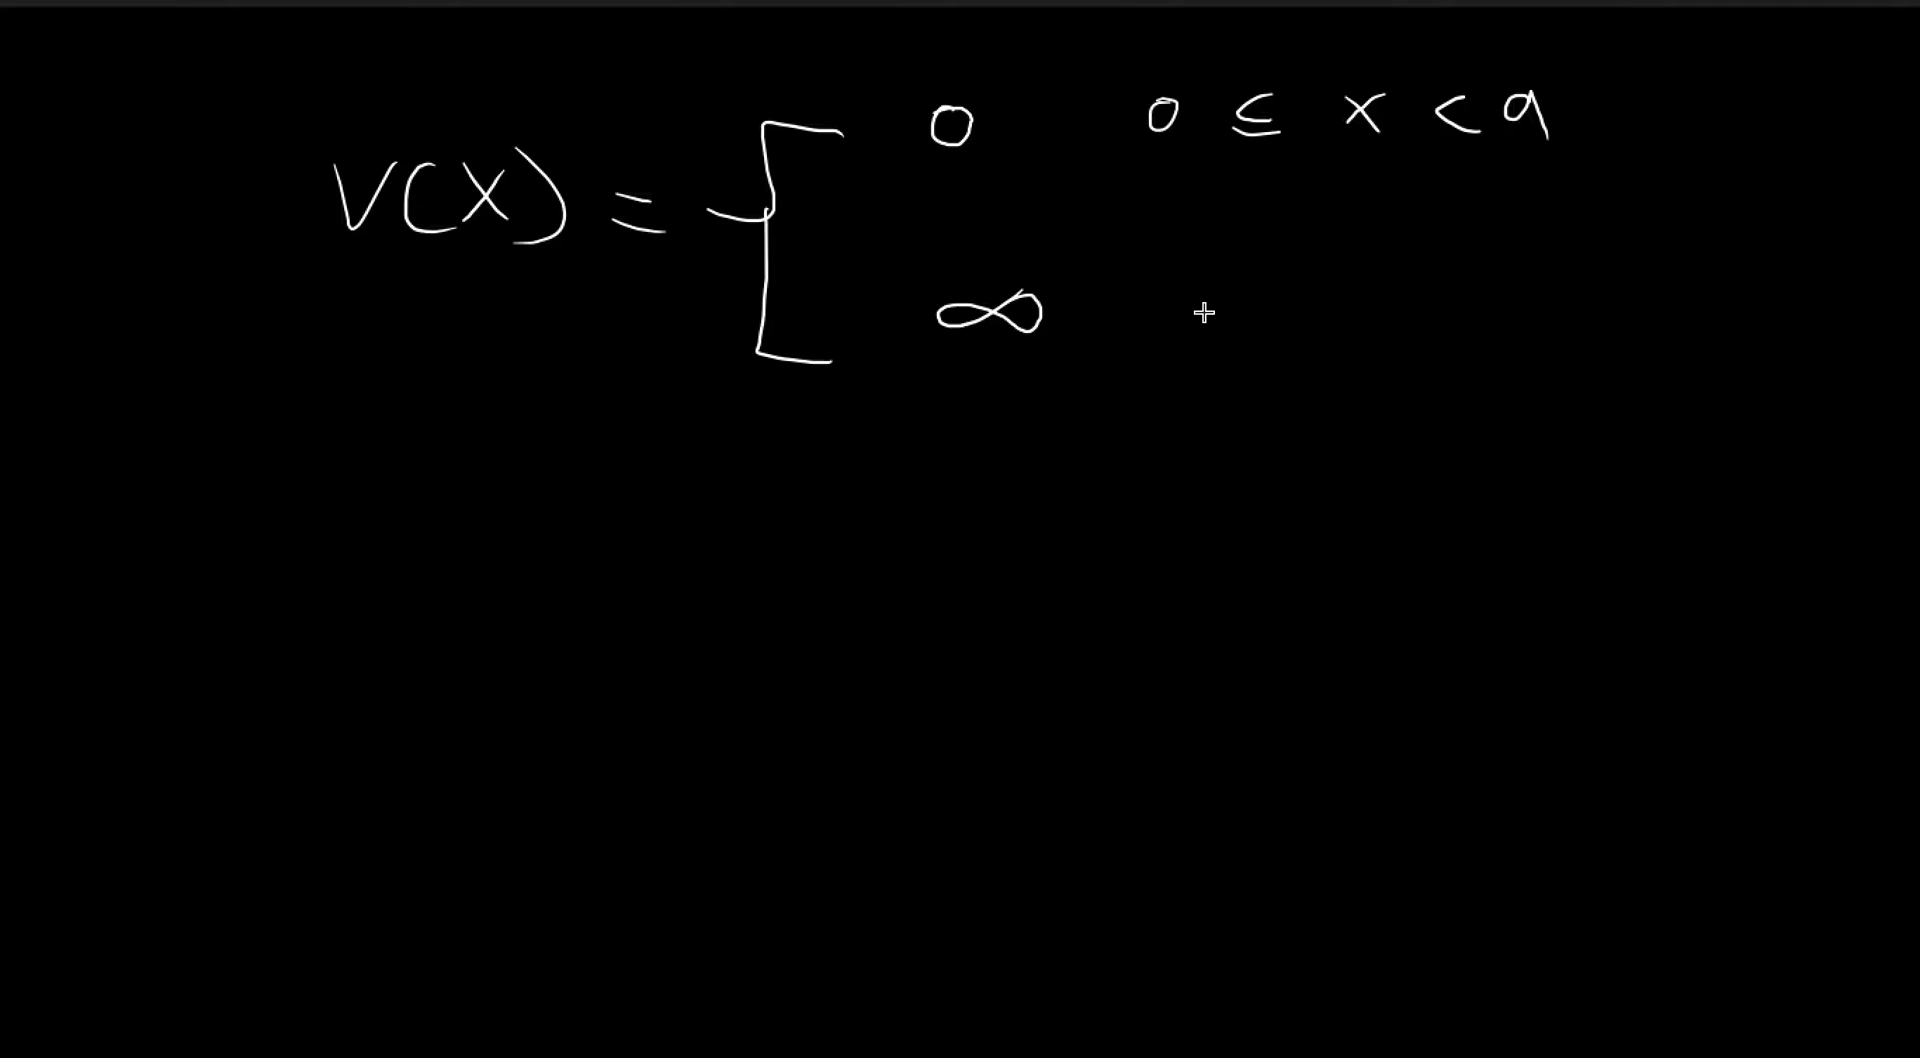 V(x) = { 0 0 ≤ x < a
∞